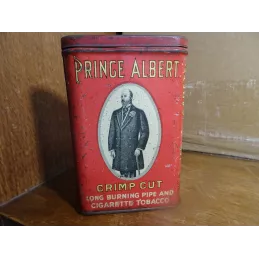 PRINCE ALBERT
CRIMP CUT
LONG BURNING PIPE AND
CIGARETTE TOBACCO